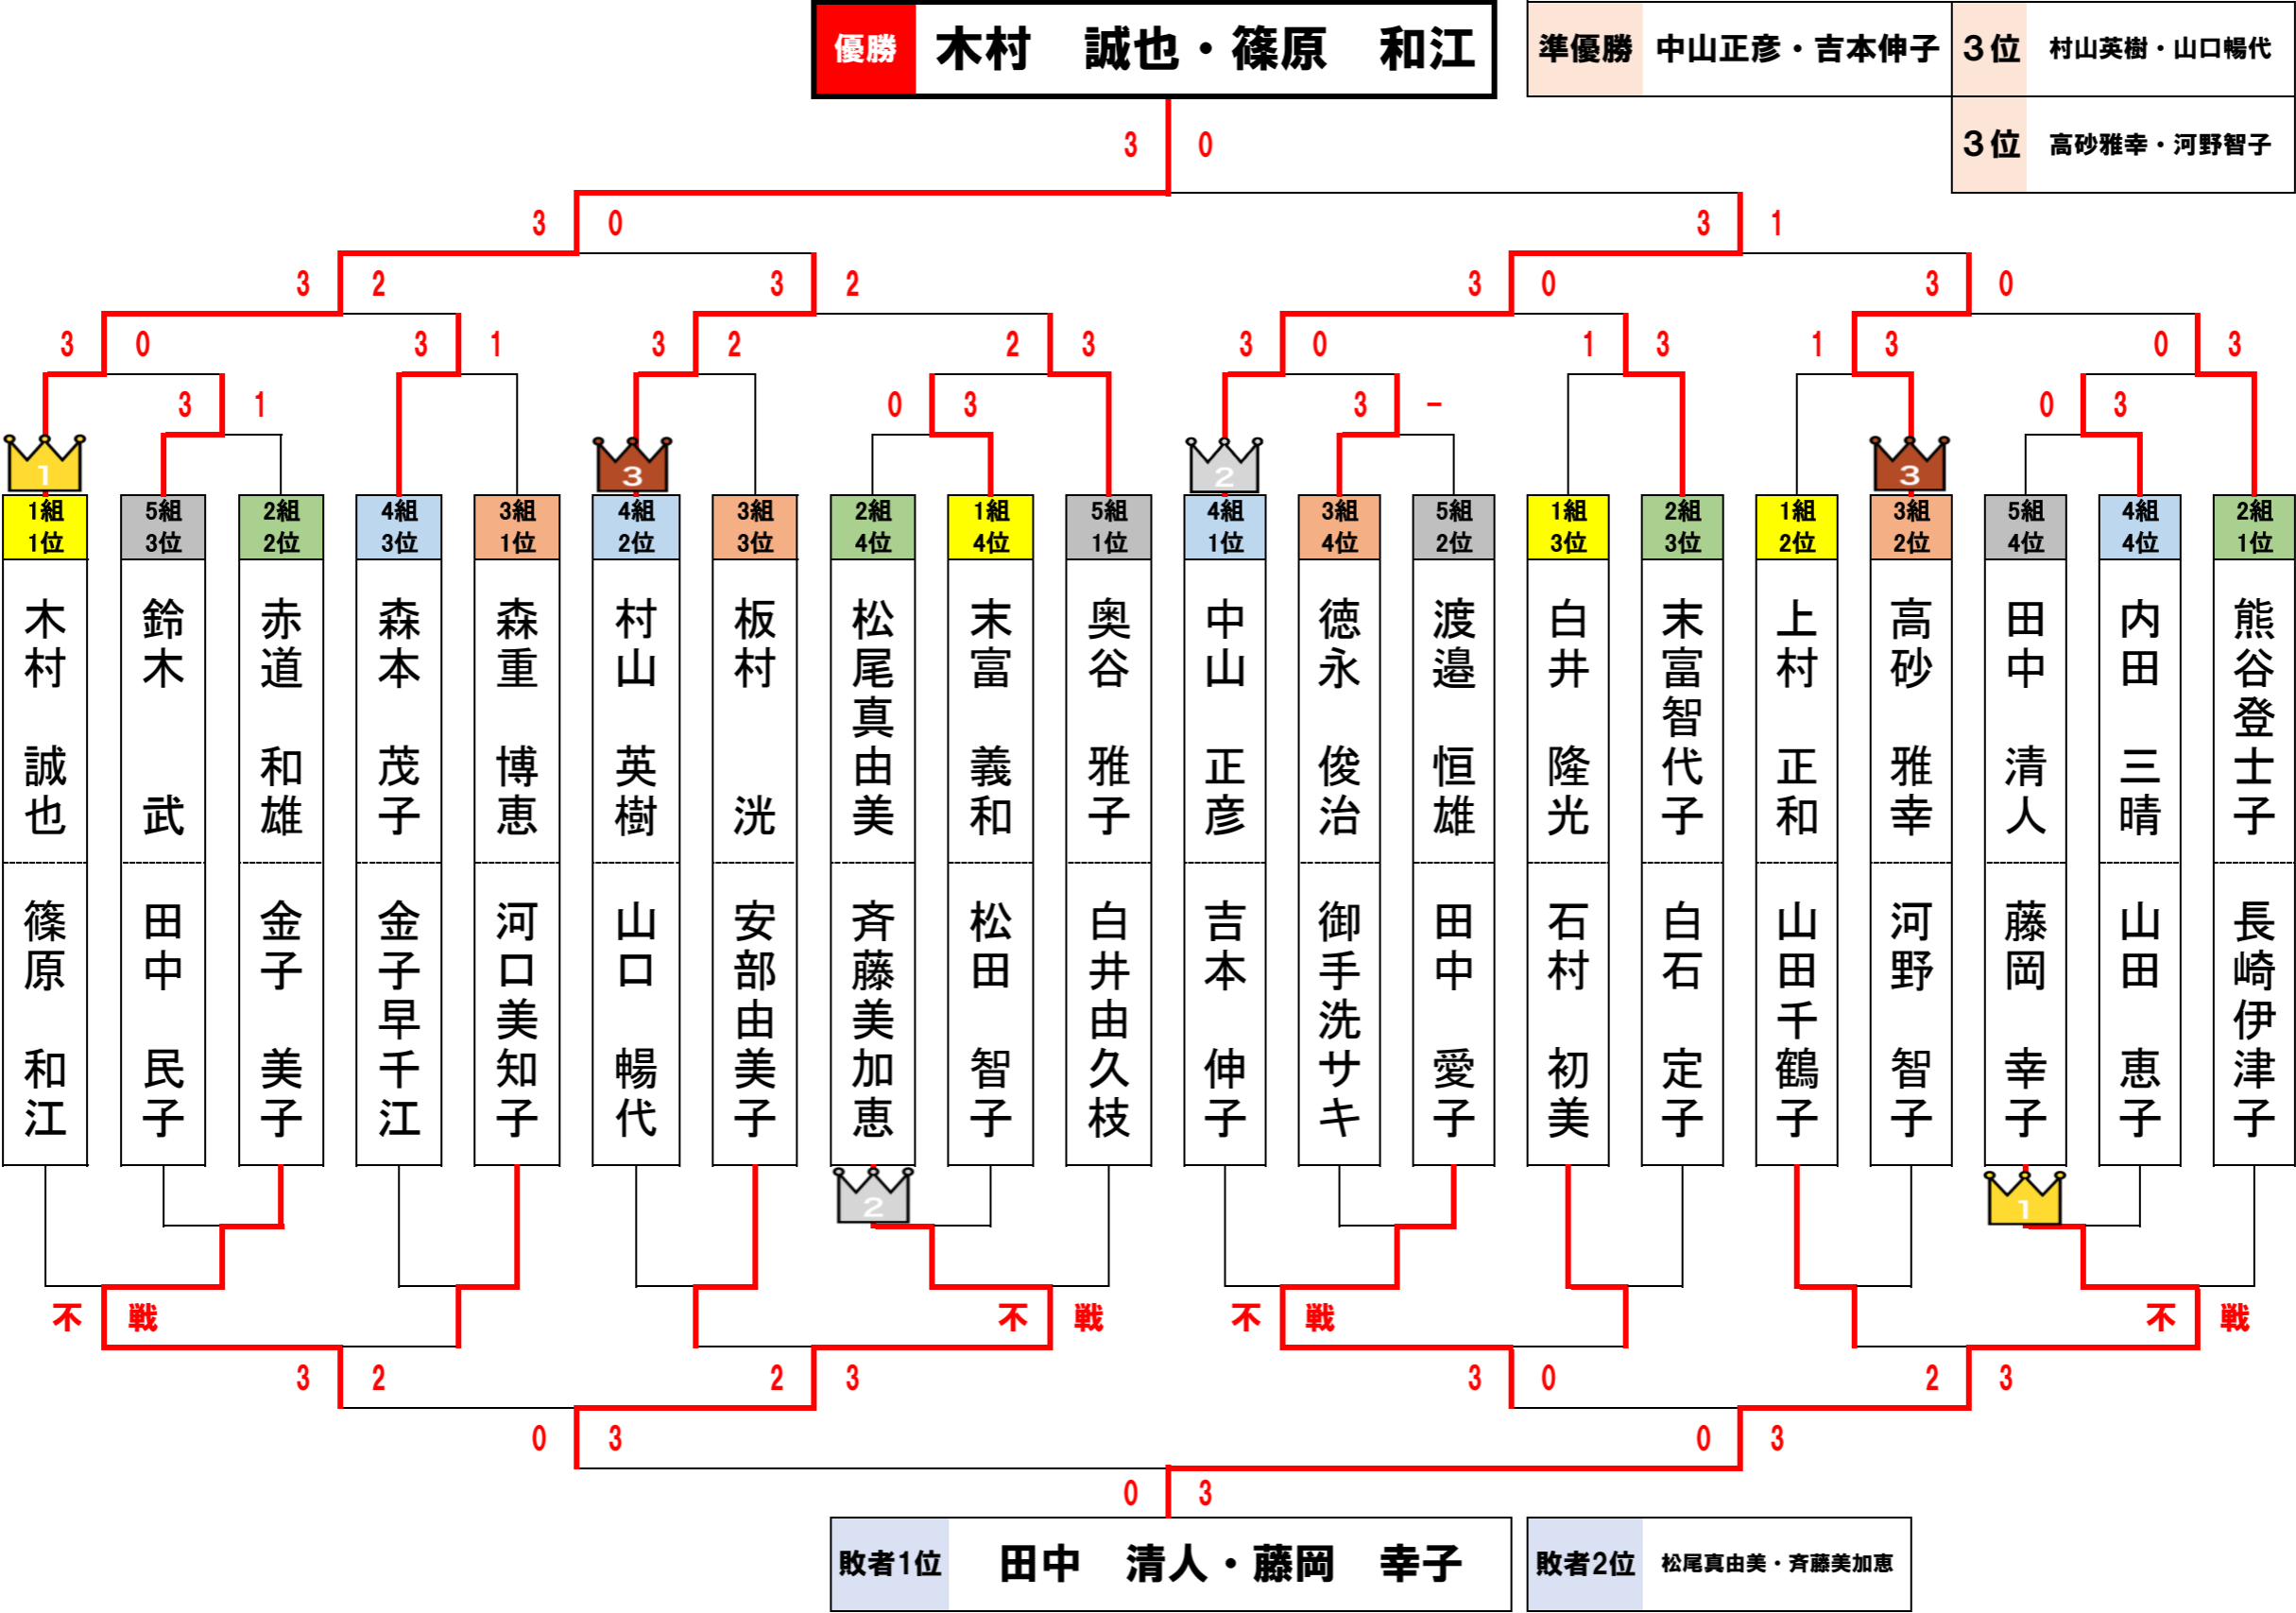 優勝 木村 誠也・篠原 和江
準優勝 中山正彦・吉本伸子 3位 村山英樹・山口暢代
3位 高砂雅幸・河野智子
3 0
3 0 3 1
3 2 3 2 3 0 3 0
3 0 3 1 3 2 2 3 3 0 1 3 1 3 0 3
3 1 0 3 3 - 0 3
1 3 2 3
1組 5組 2組 4組 3組 4組 3組 2組 1組 5組 4組 3組 5組 1組 2組 1組 3組 5組 4組 2組
1位 3位 2位 3位 1位 2位 3位 4位 4位 1位 1位 4位 2位 3位 3位 2位 2位 4位 4位 1位
木村 誠也
篠原 和江
鈴木 武
田中 民子
赤道 和雄
金子 美子
森本 茂子
金子早千江
森重 博恵
河口美知子
村山 英樹
山口 暢代
板村 洸
安部由美子
松尾真由美
斉藤美加恵
末富 義和
松田 智子
奥谷 雅子
白井由久枝
中山 正彦
吉本 伸子
徳永 俊治
御手洗サキ
渡邉 恒雄
田中 愛子
白井 隆光
石村 初美
末富智代子
白石 定子
上村 正和
山田千鶴子
高砂 雅幸
河野 智子
田中 清人
藤岡 幸子
内田 三晴
山田 恵子
熊谷登士子
長崎伊津子
2 1
不 戦 不 戦 不 戦 不 戦
3 2 2 3 3 0 2 3
0 3 0 3
0 3
敗者1位 田中 清人・藤岡 幸子
敗者2位 松尾真由美・斉藤美加恵